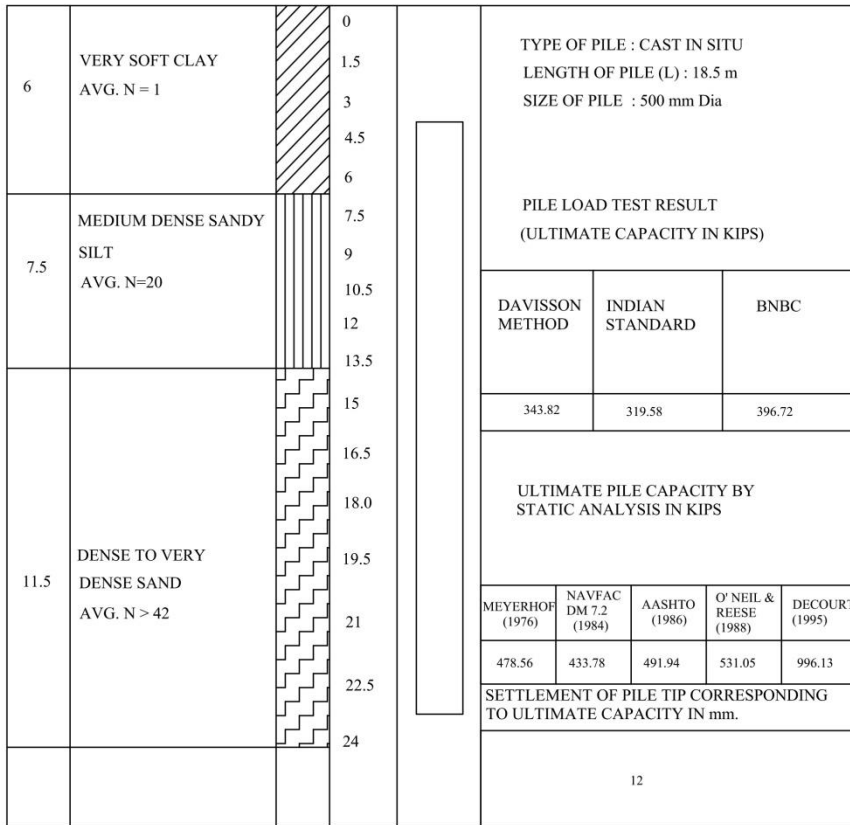 6
VERY SOFT CLAY
AVG. N = 1
7.5
MEDIUM DENSE SANDY
SILT
AVG. N=20
11.5
DENSE TO VERY
DENSE SAND
AVG. N > 42
0
1.5
3
4.5
6
7.5
9
10.5
12
13.5
15
16.5
18.0
19.5
21
22.5
24
TYPE OF PILE : CAST IN SITU
LENGTH OF PILE (L) : 18.5 m
SIZE OF PILE : 500 mm Dia
PILE LOAD TEST RESULT
(ULTIMATE CAPACITY IN KIPS)
DAVISSON
METHOD
INDIAN
STANDARD
BNBC
343.82
319.58
396.72
ULTIMATE PILE CAPACITY BY
STATIC ANALYSIS IN KIPS
MEYERHOF
(1976)
NAVFAC
DM 7.2
(1984)
AASHTO
(1986)
O' NEIL &
REESE
(1988)
DECOURT
(1995)
478.56
433.78
491.94
531.05
996.13
SETTLEMENT OF PILE TIP CORRESPONDING
TO ULTIMATE CAPACITY IN mm.
12